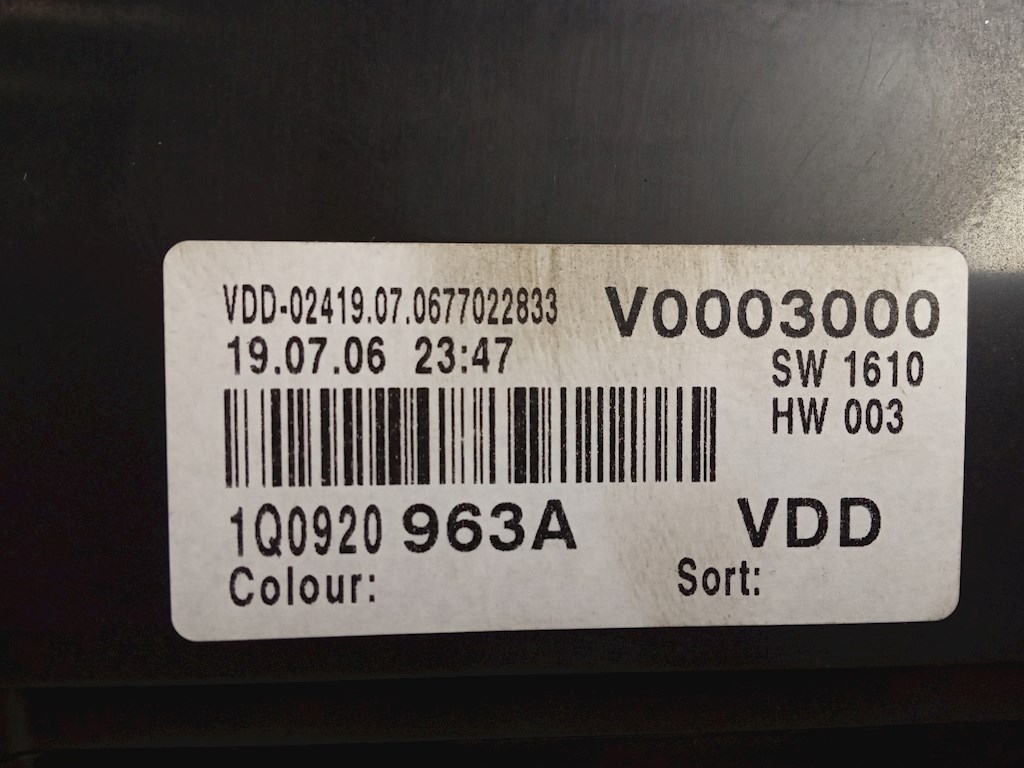 VDD-02419.07.0677022833 V0003000
19.07.06 23:47 SW 1610
HW 003
1Q0920 963A VDD
Colour: Sort: